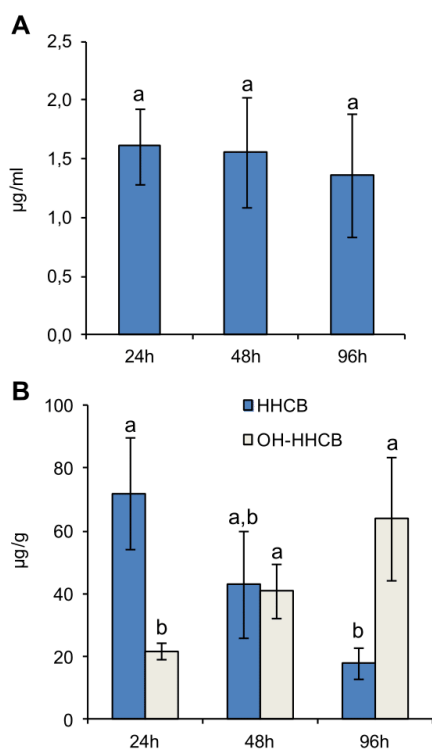 A
2,5
2,0
1,5
1,0
0,5
0,0
µg/ml
a
a
a
24h
48h
96h
B
100
80
60
40
20
0
µg/g
HHCB
OH-HHCB
a
b
a,b
a
b
a
24h
48h
96h